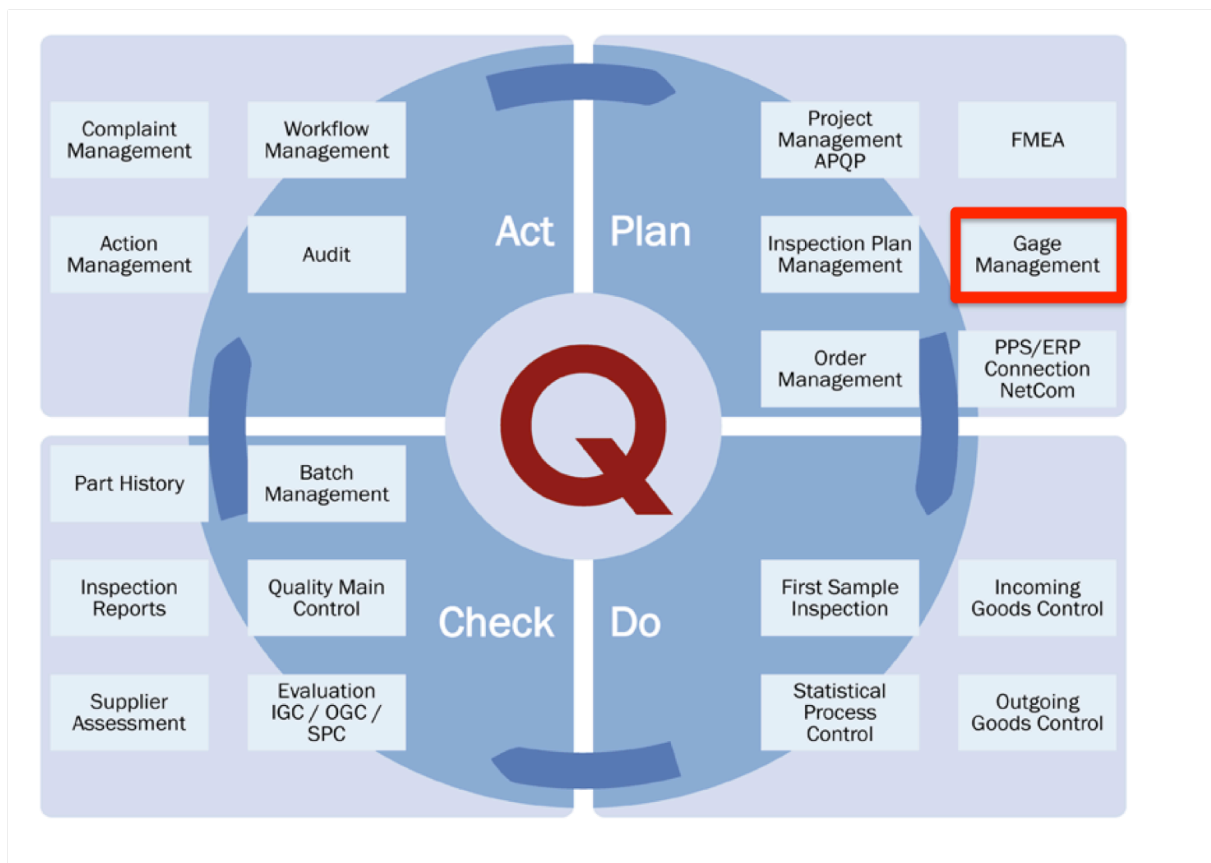 Complaint
Management
Workflow
Management
Action
Management
Audit
Act
Project
Management
APQP
FMEA
Inspection Plan
Management
Gage
Management
Order
Management
PPS/ERP
Connection
NetCom
Plan
Q
Part History
Batch
Management
Inspection
Reports
Quality Main
Control
Supplier
Assessment
Evaluation
IGC / OGC /
SPC
Check
Do
First Sample
Inspection
Incoming
Goods Control
Statistical
Process
Control
Outgoing
Goods Control